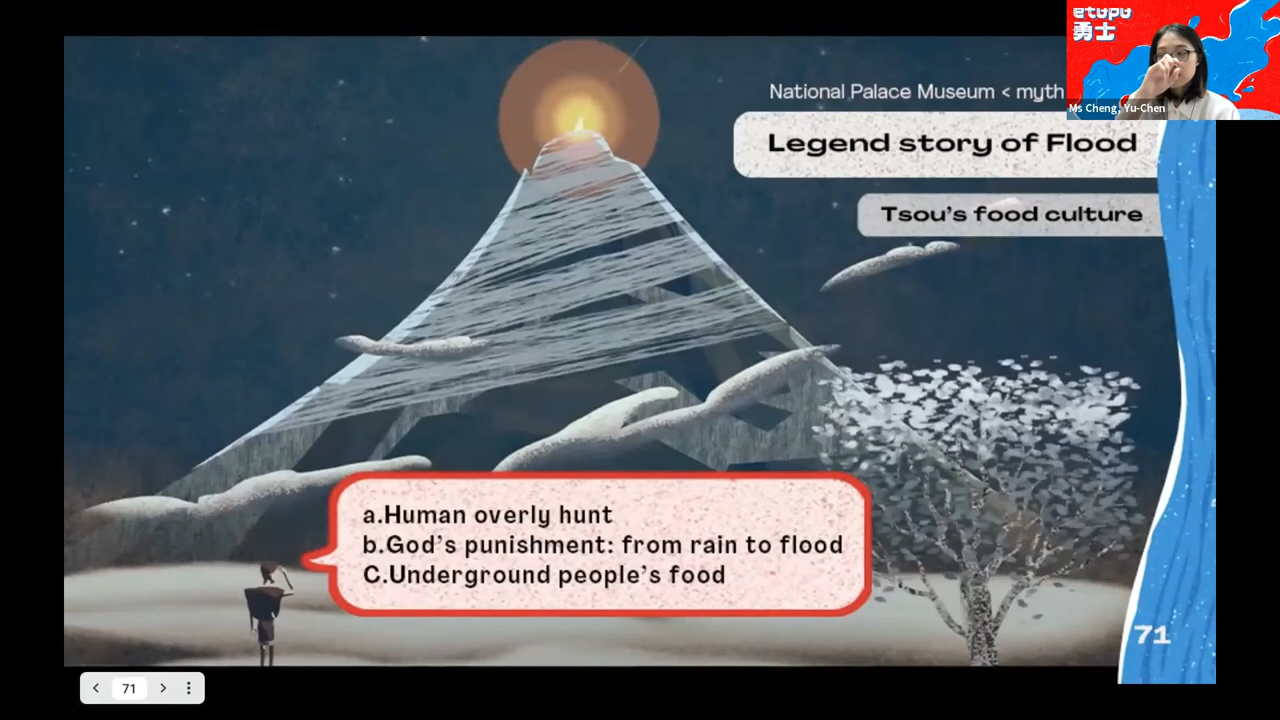 etupu
勇士
National Palace Museum < myth
Ms Cheng, Yu-Chen
Legend story of Flood
Tsou's food culture
a.Human overly hunt
b.God's punishment: from rain to flood
C.Underground people's food
71
71